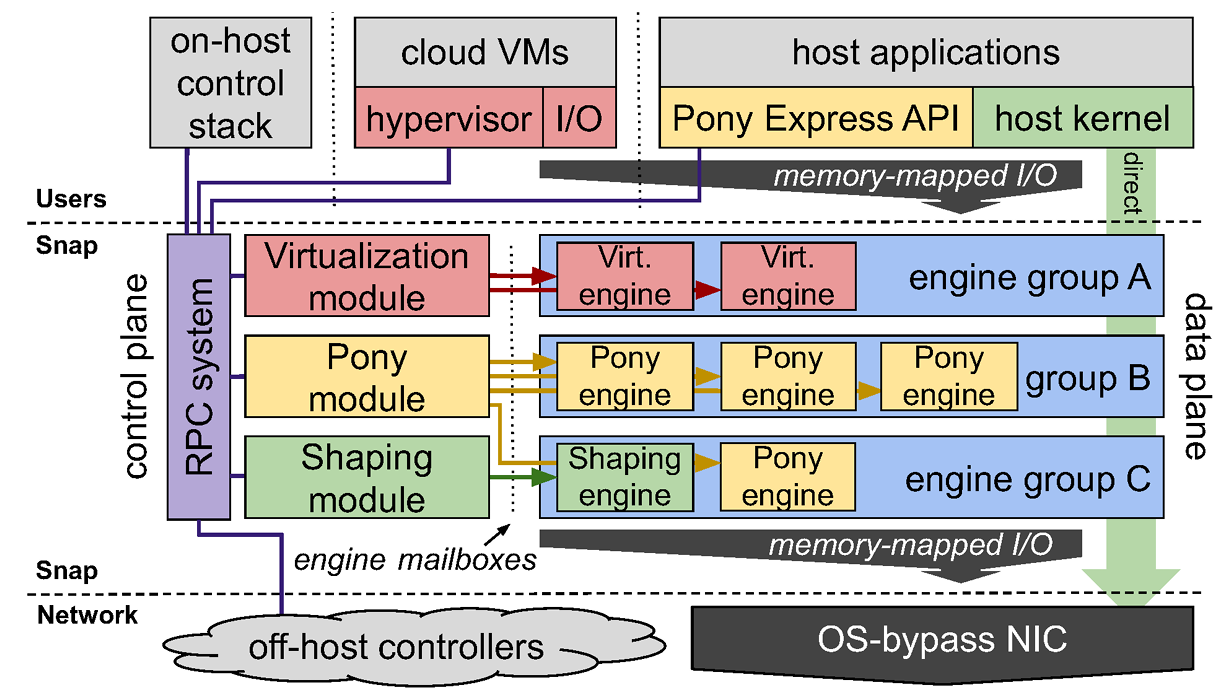 on-host
control
stack
cloud VMs
hypervisor
I/O
host applications
Pony Express API
host kernel
memory-mapped I/O
direct
Users
Snap
control plane
RPC system
Virtualization
module
Virt.
engine
Virt.
engine
engine group A
Pony
module
Pony
engine
Pony
engine
Pony
engine
group B
Shaping
module
Shaping
engine
Pony
engine
engine group C
data plane
engine mailboxes
memory-mapped I/O
Snap
Network
off-host controllers
OS-bypass NIC